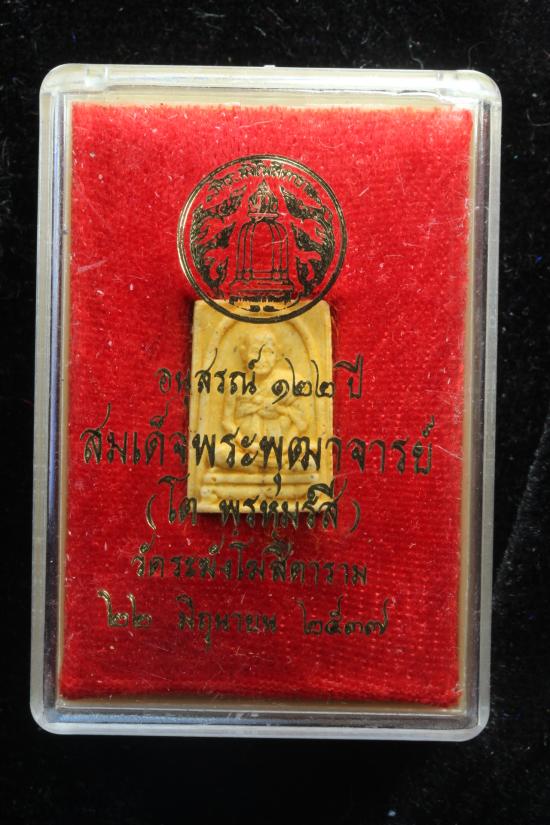 อนุสรณ์ ๑๒๒ ปี
สมเด็จพระพุฒาจารย์
(โต พฺรหฺมรํสี)
วัดระฆังโฆสิตาราม
๒๒ มิถุนายน ๒๕๓๗